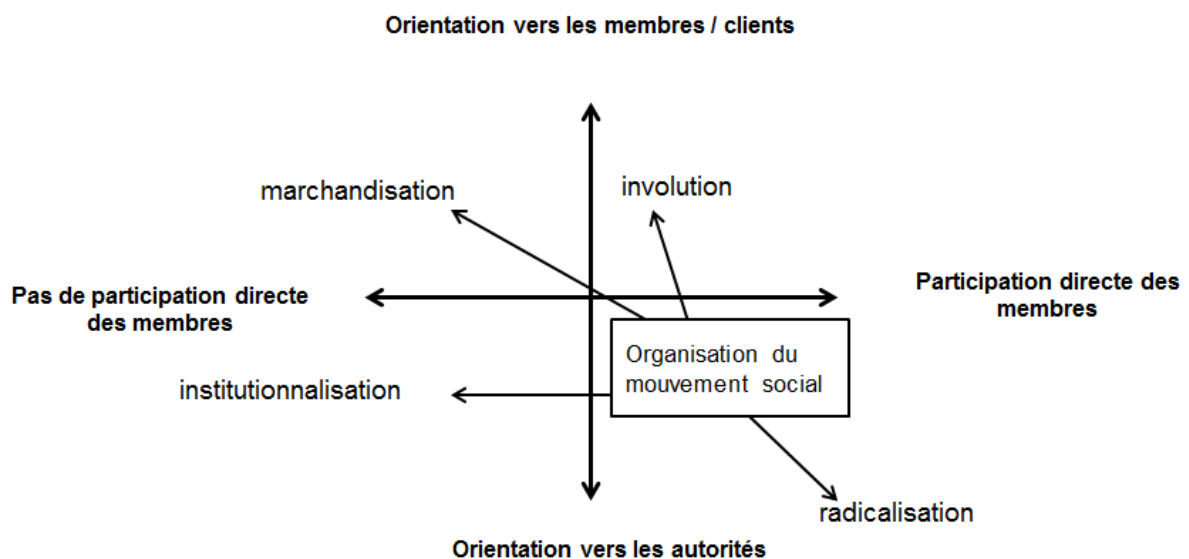 Orientation vers les membres / clients
marchandisation
involution
Pas de participation directe
des membres
Participation directe des
membres
Organisation du
mouvement social
institutionnalisation
radicalisation
Orientation vers les autorités